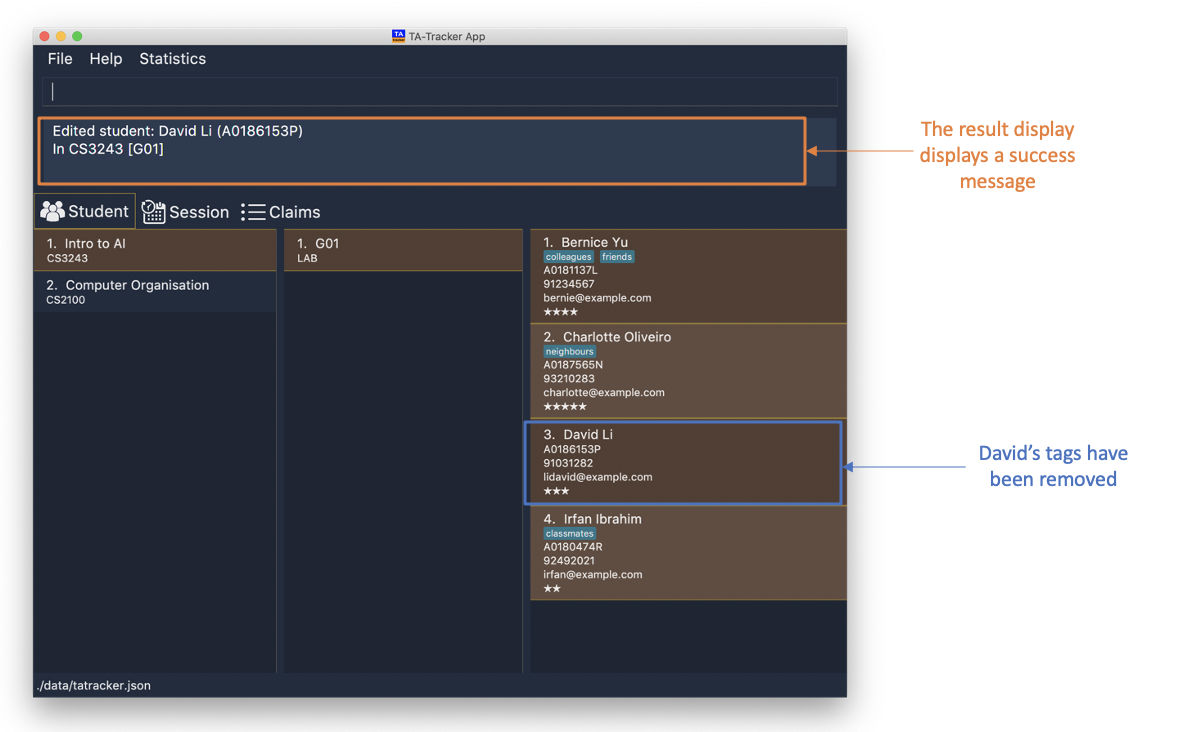 TA-Tracker App
File Help Statistics
Edited student: David Li (A0186153P)
In CS3243 [G01]
The result display
displays a success
message
Student Session Claims
1. Intro to AI
CS3243
2. Computer Organisation
CS2100
1. G01
LAB
1. Bernice Yu
colleagues friends
A0181137L
91234567
bernie@example.com
★★★★
2. Charlotte Oliveiro
neighbours
A0187565N
93210283
charlotte@example.com
★★★★★
3. David Li
A0186153P
91031282
lidavid@example.com
★★★
David's tags have
been removed
4. Irfan Ibrahim
classmates
A0180474R
92492021
irfan@example.com
★★
./data/tatracker.json